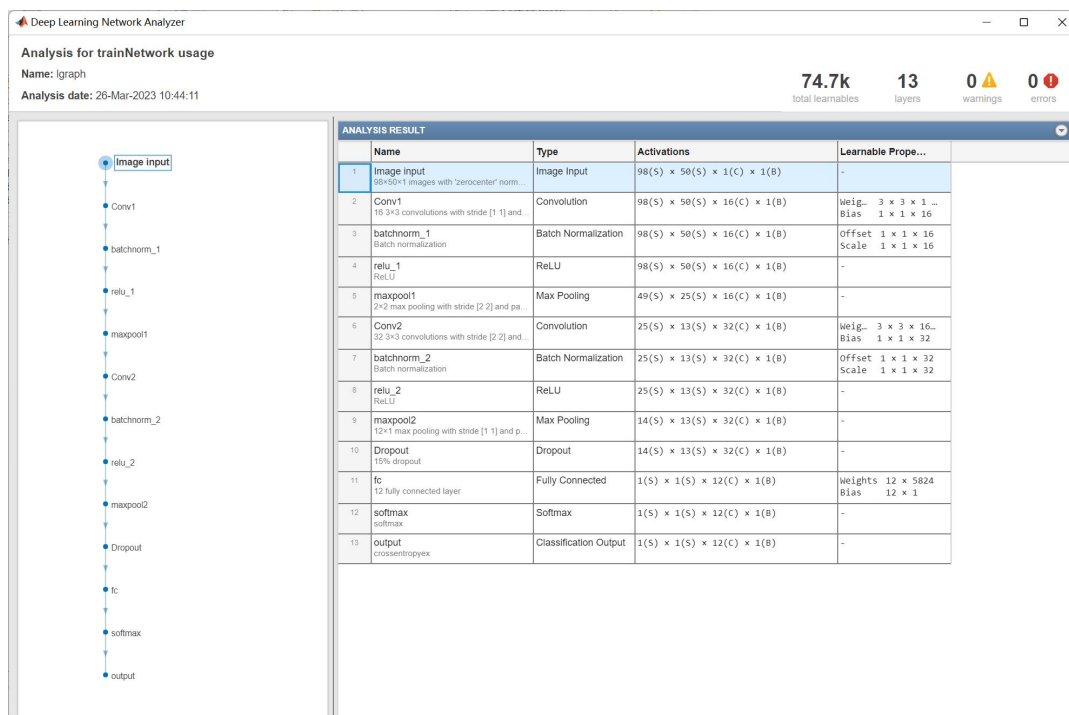 Deep Learning Network Analyzer
Analysis for trainNetwork usage
Name: lgraph
Analysis date: 26-Mar-2023 10:44:11
74.7k
total learnables
13
layers
0
warnings
0
errors
Image input
Conv1
batchnorm_1
relu_1
maxpool1
Conv2
batchnorm_2
relu_2
maxpool2
Dropout
fc
softmax
output
ANALYSIS RESULT
Name Type Activations Learnable Prope...
1 Image input Image Input 98(S) × 50(S) × 1(C) × 1(B) -
98×50×1 images with 'zerocenter' norm...
2 Conv1 Convolution 98(S) × 50(S) × 16(C) × 1(B) Weig... 3 × 3 × 1 ...
16 3×3 convolutions with stride [1 1] and... Bias 1 × 1 × 16
3 batchnorm_1 Batch Normalization 98(S) × 50(S) × 16(C) × 1(B) Offset 1 × 1 × 16
Batch normalization Scale 1 × 1 × 16
4 relu_1 ReLU 98(S) × 50(S) × 16(C) × 1(B) -
ReLU
5 maxpool1 Max Pooling 49(S) × 25(S) × 16(C) × 1(B) -
2×2 max pooling with stride [2 2] and pa...
6 Conv2 Convolution 25(S) × 13(S) × 32(C) × 1(B) Weig... 3 × 3 × 16...
32 3×3 convolutions with stride [2 2] and... Bias 1 × 1 × 32
7 batchnorm_2 Batch Normalization 25(S) × 13(S) × 32(C) × 1(B) Offset 1 × 1 × 32
Batch normalization Scale 1 × 1 × 32
8 relu_2 ReLU 25(S) × 13(S) × 32(C) × 1(B) -
ReLU
9 maxpool2 Max Pooling 14(S) × 13(S) × 32(C) × 1(B) -
12×1 max pooling with stride [1 1] and p...
10 Dropout Dropout 14(S) × 13(S) × 32(C) × 1(B) -
15% dropout
11 fc Fully Connected 1(S) × 1(S) × 12(C) × 1(B) Weights 12 × 5824
12 fully connected layer Bias 12 × 1
12 softmax Softmax 1(S) × 1(S) × 12(C) × 1(B) -
softmax
13 output Classification Output 1(S) × 1(S) × 12(C) × 1(B) -
crossentropyex